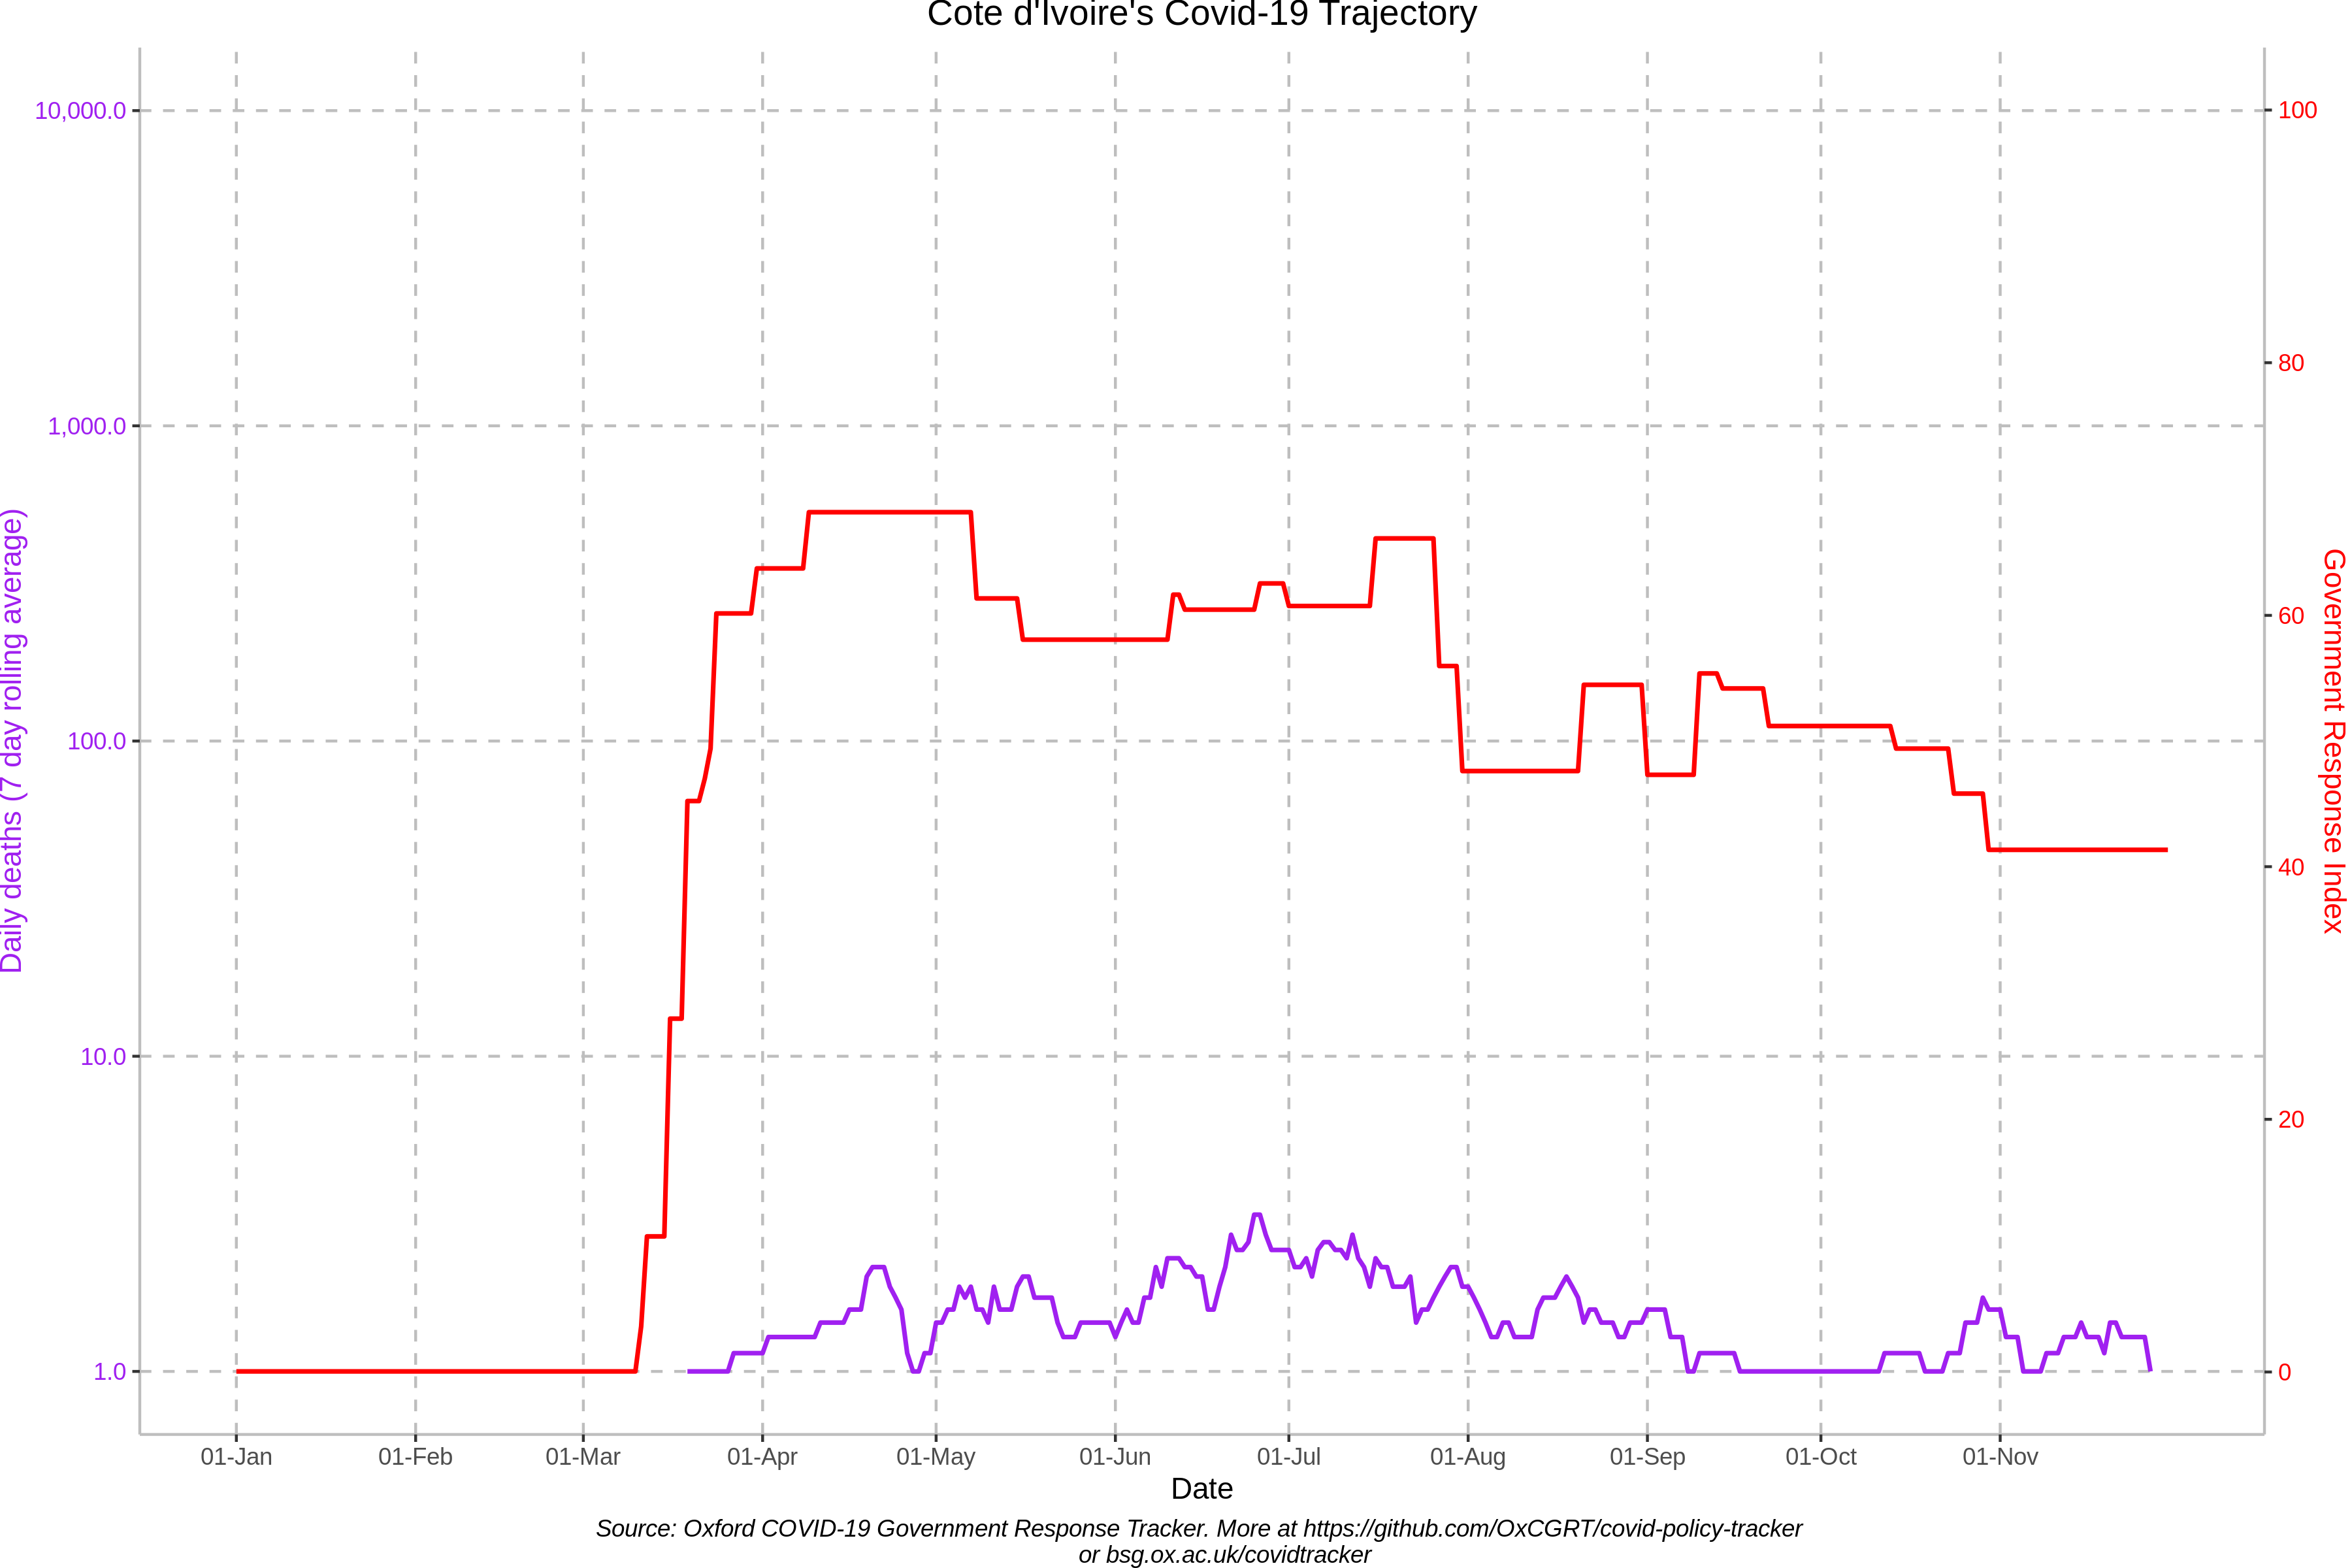 Cote d'Ivoire's Covid-19 Trajectory
10,000.0
1,000.0
100.0
10.0
1.0
Daily deaths (7 day rolling average)
100
80
60
40
20
0
Government Response Index
01-Jan
01-Feb
01-Mar
01-Apr
01-May
01-Jun
01-Jul
01-Aug
01-Sep
01-Oct
01-Nov
Date
Source: Oxford COVID-19 Government Response Tracker. More at https://github.com/OxCGRT/covid-policy-tracker
or bsg.ox.ac.uk/covidtracker